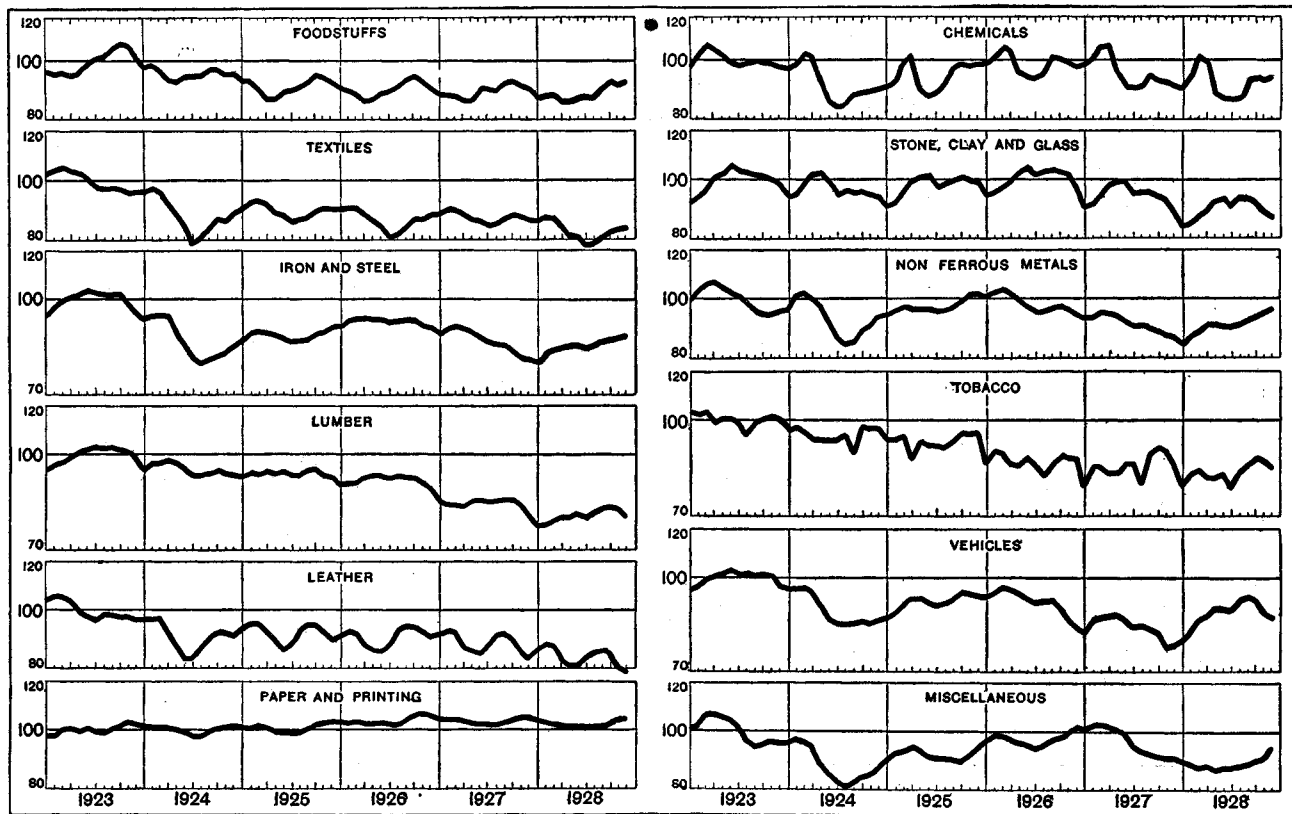 FOODSTUFFS
120
100
80
TEXTILES
120
100
80
IRON AND STEEL
120
100
70
LUMBER
120
100
70
LEATHER
120
100
80
PAPER AND PRINTING
120
100
80
1923 1924 1925 1926 1927 1928
CHEMICALS
120
100
80
STONE, CLAY AND GLASS
120
100
80
NON FERROUS METALS
120
100
80
TOBACCO
120
100
70
VEHICLES
120
100
70
MISCELLANEOUS
120
100
80
1923 1924 1925 1926 1927 1928